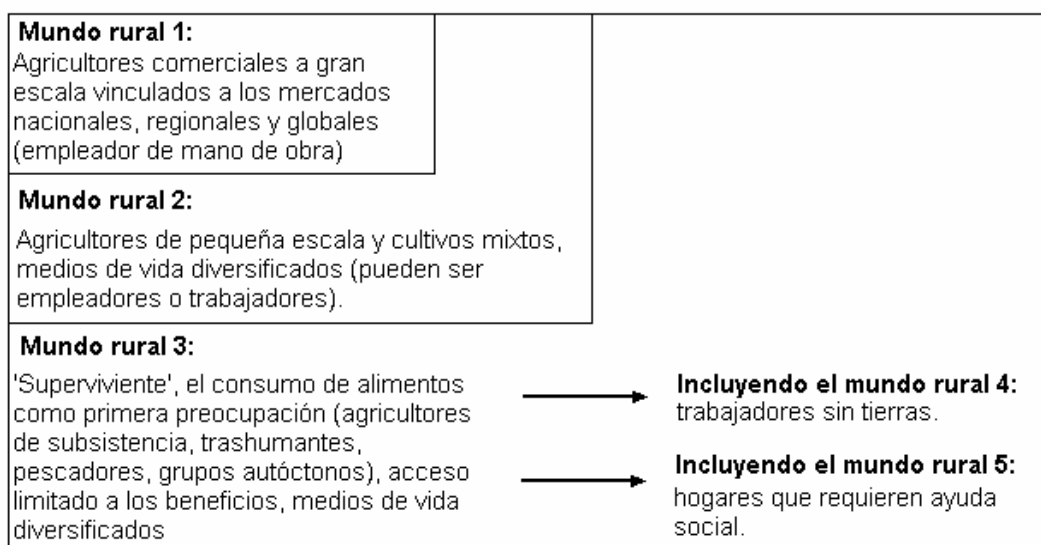 Mundo rural 1:
Agricultores comerciales a gran
escala vinculados a los mercados
nacionales, regionales y globales
(empleador de mano de obra)
Mundo rural 2:
Agricultores de pequeña escala y cultivos mixtos,
medios de vida diversificados (pueden ser
empleadores o trabajadores).
Mundo rural 3:
'Superviviente', el consumo de alimentos
como primera preocupación (agricultores
de subsistencia, trashumantes,
pescadores, grupos autóctonos), acceso
limitado a los beneficios, medios de vida
diversificados
Incluyendo el mundo rural 4:
trabajadores sin tierras.
Incluyendo el mundo rural 5:
hogares que requieren ayuda
social.